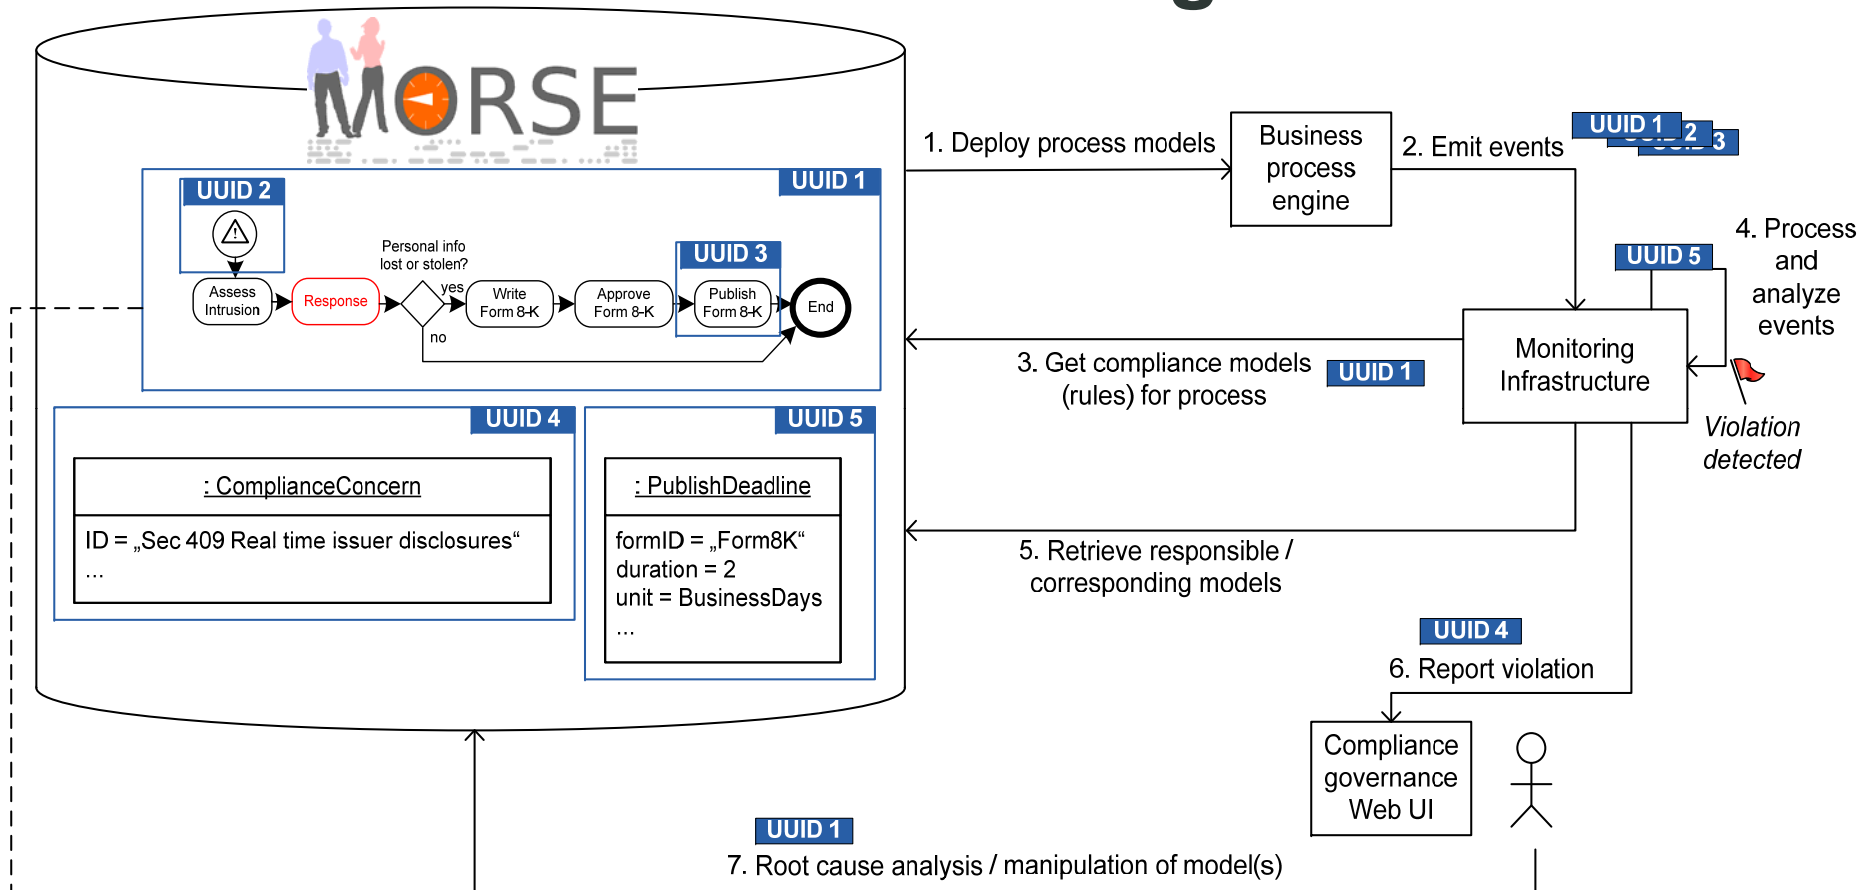 g
MORSE
UUID 1
UUID 2
Personal info
lost or stolen?
UUID 3
yes
Assess
Intrusion
Response
Write
Form 8-K
Approve
Form 8-K
Publish
Form 8-K
End
no
UUID 4
: ComplianceConcern
ID = „Sec 409 Real time issuer disclosures“
...
UUID 5
: PublishDeadline
formID = „Form8K“
duration = 2
unit = BusinessDays
...
1. Deploy process models
Business
process
engine
2. Emit events
UUID 1
2
3
UUID 5
4. Process
and
analyze
events
3. Get compliance models
(rules) for process
UUID 1
Monitoring
Infrastructure
Violation
detected
5. Retrieve responsible /
corresponding models
UUID 4
6. Report violation
Compliance
governance
Web UI
UUID 1
7. Root cause analysis / manipulation of model(s)